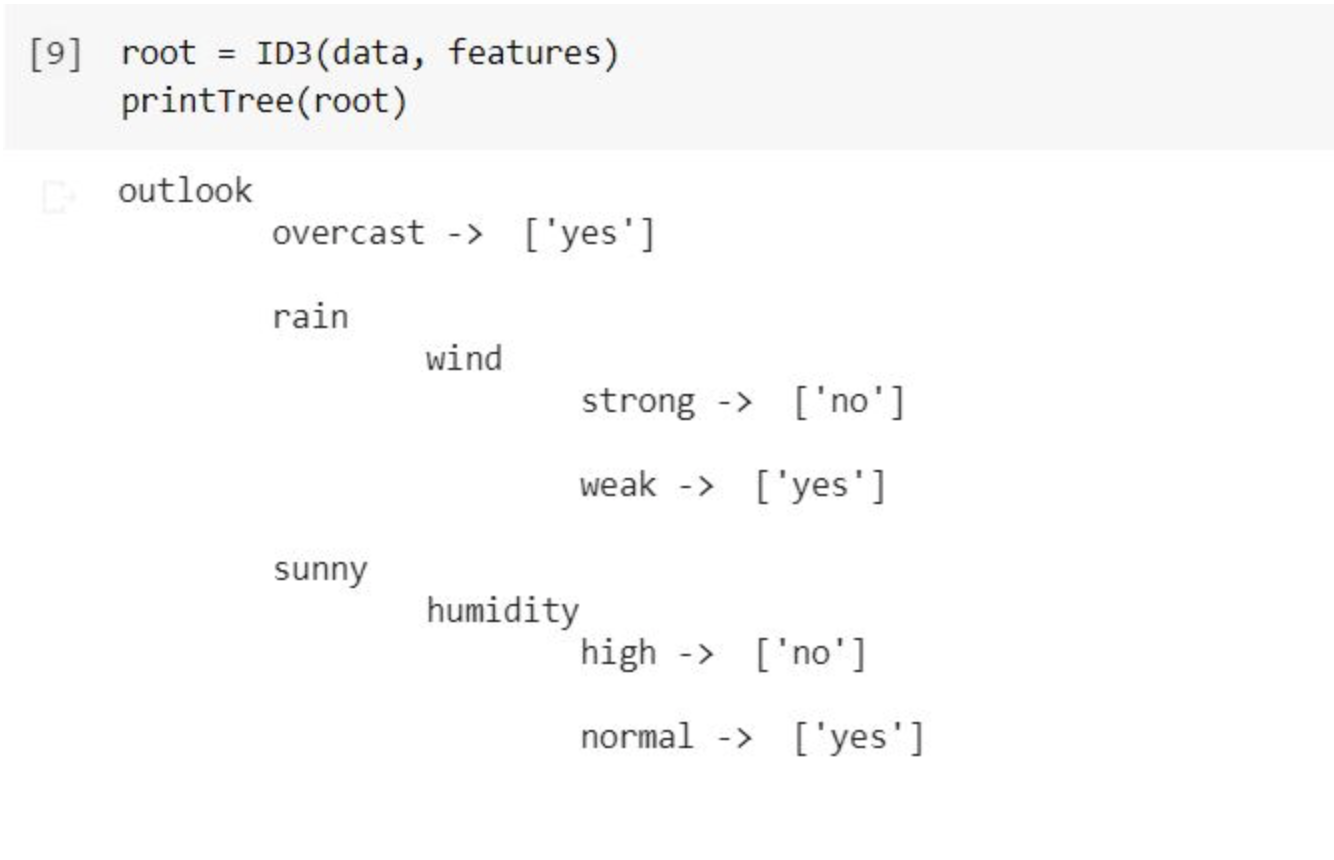 [9] root = ID3(data, features)
printTree(root)
outlook
overcast -> ['yes']
rain
wind
strong -> ['no']
weak -> ['yes']
sunny
humidity
high -> ['no']
normal -> ['yes']